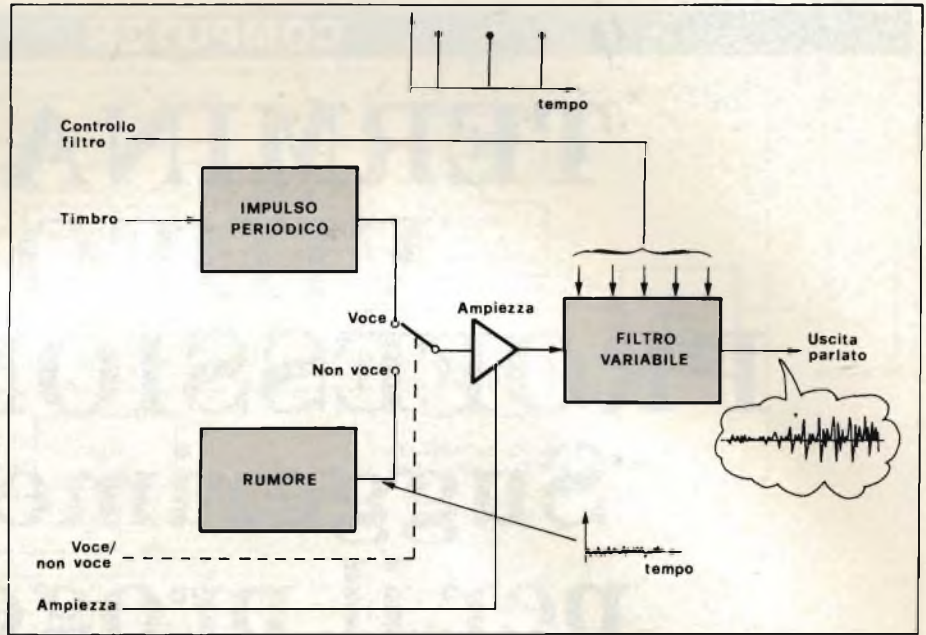 tempo
Controllo
filtro
Timbro
IMPULSO
PERIODICO
Voce
Ampiezza
Non voce
FILTRO
VARIABILE
Uscita
parlato
RUMORE
Voce/
non voce
tempo
Ampiezza